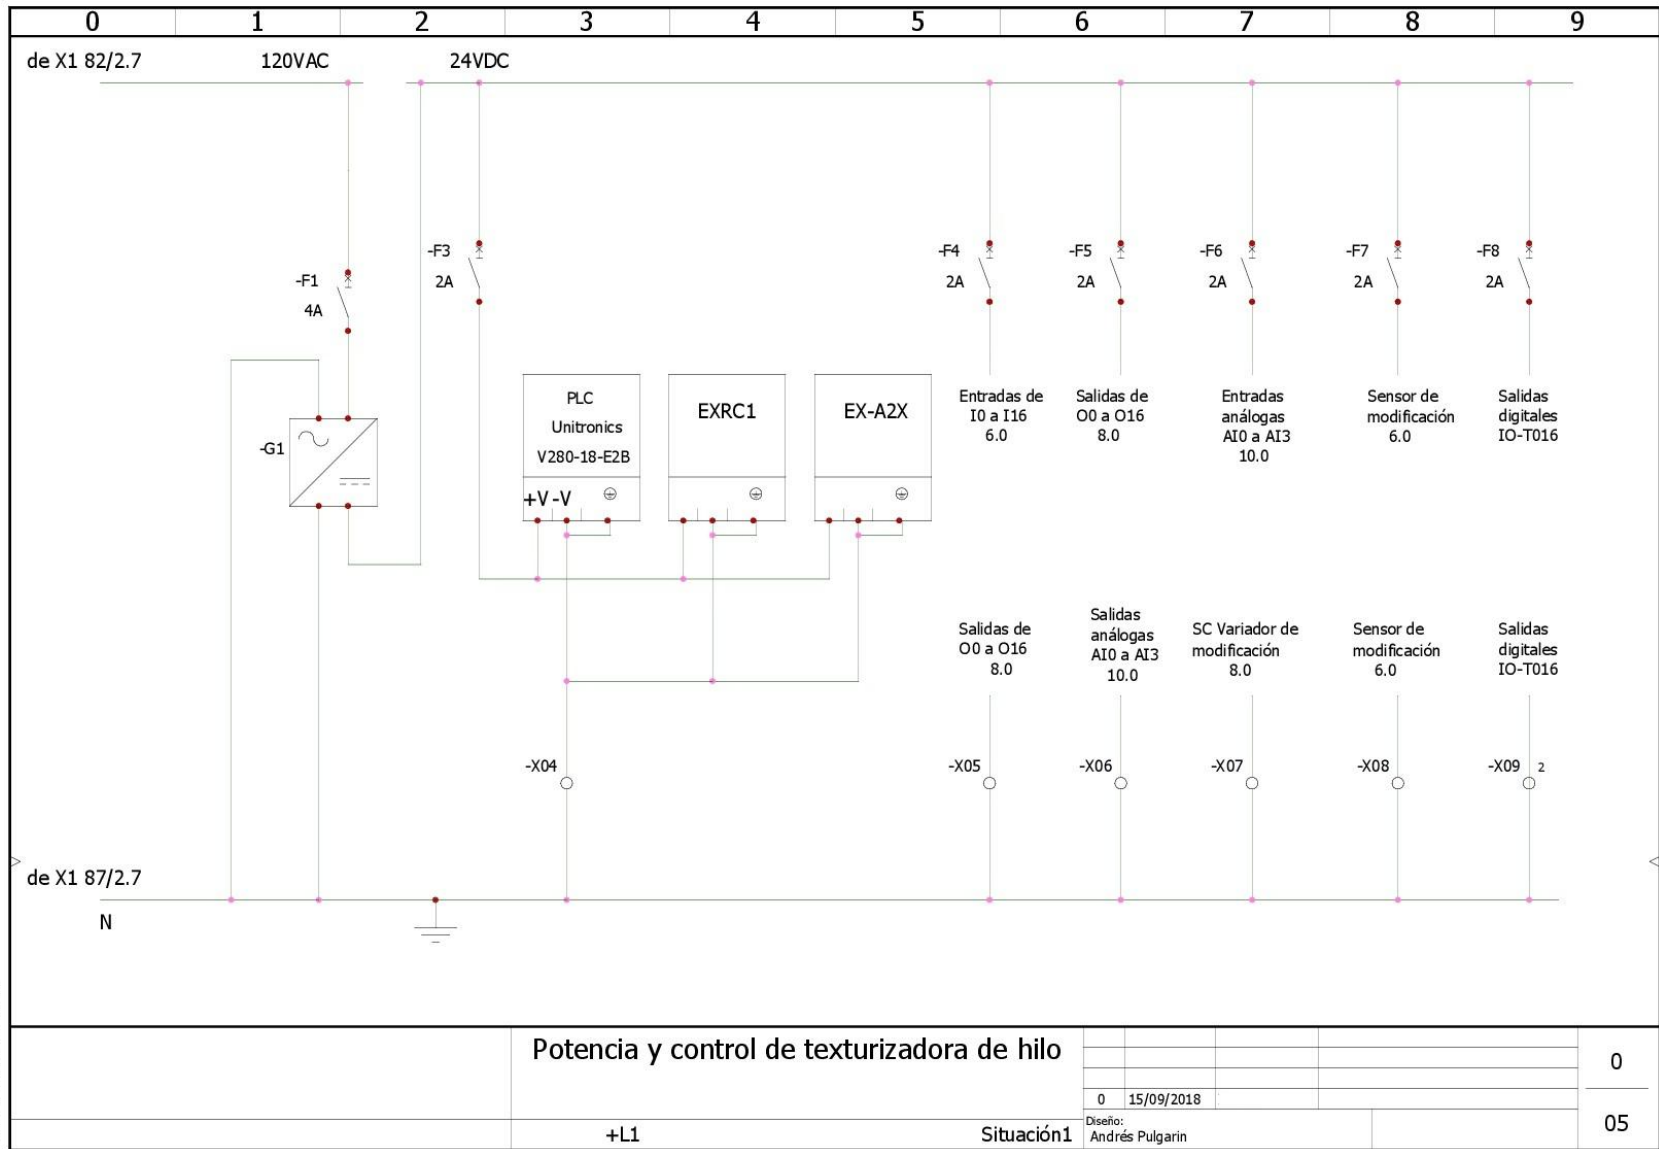 0 1 2 3 4 5 6 7 8 9
de X1 82/2.7
120VAC
24VDC
-F1
4A
-F3
2A
-F4
2A
-F5
2A
-F6
2A
-F7
2A
-F8
2A
-G1
PLC
Unitronics
V280-18-E2B
+V -V
EXRC1
EX-A2X
Entradas de
I0 a I16
6.0
Salidas de
O0 a O16
8.0
Entradas
análogas
AI0 a AI3
10.0
Sensor de
modificación
6.0
Salidas
digitales
IO-T016
Salidas de
O0 a O16
8.0
Salidas
análogas
AI0 a AI3
10.0
SC Variador de
modificación
8.0
Sensor de
modificación
6.0
Salidas
digitales
IO-T016
-X04
-X05
-X06
-X07
-X08
-X09 2
de X1 87/2.7
N
Potencia y control de texturizadora de hilo
+L1
Situación1
0 15/09/2018
Diseño:
Andrés Pulgarin
0
05